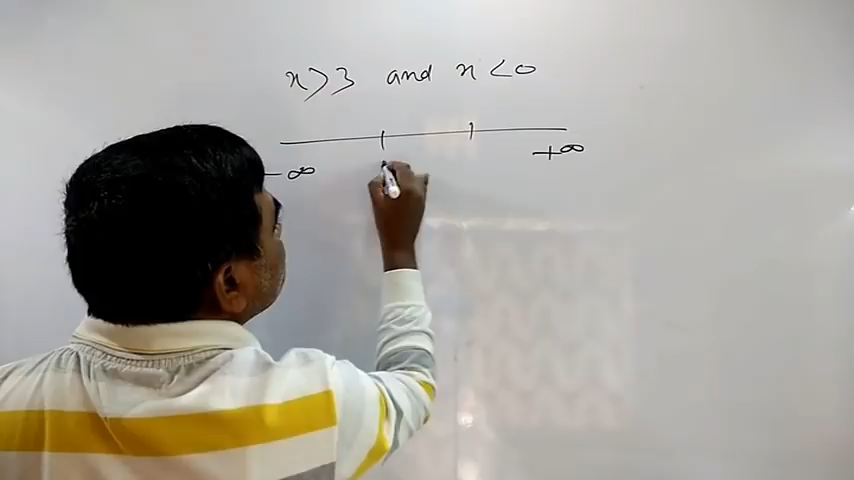 x>3 and x<0
-∞ +∞